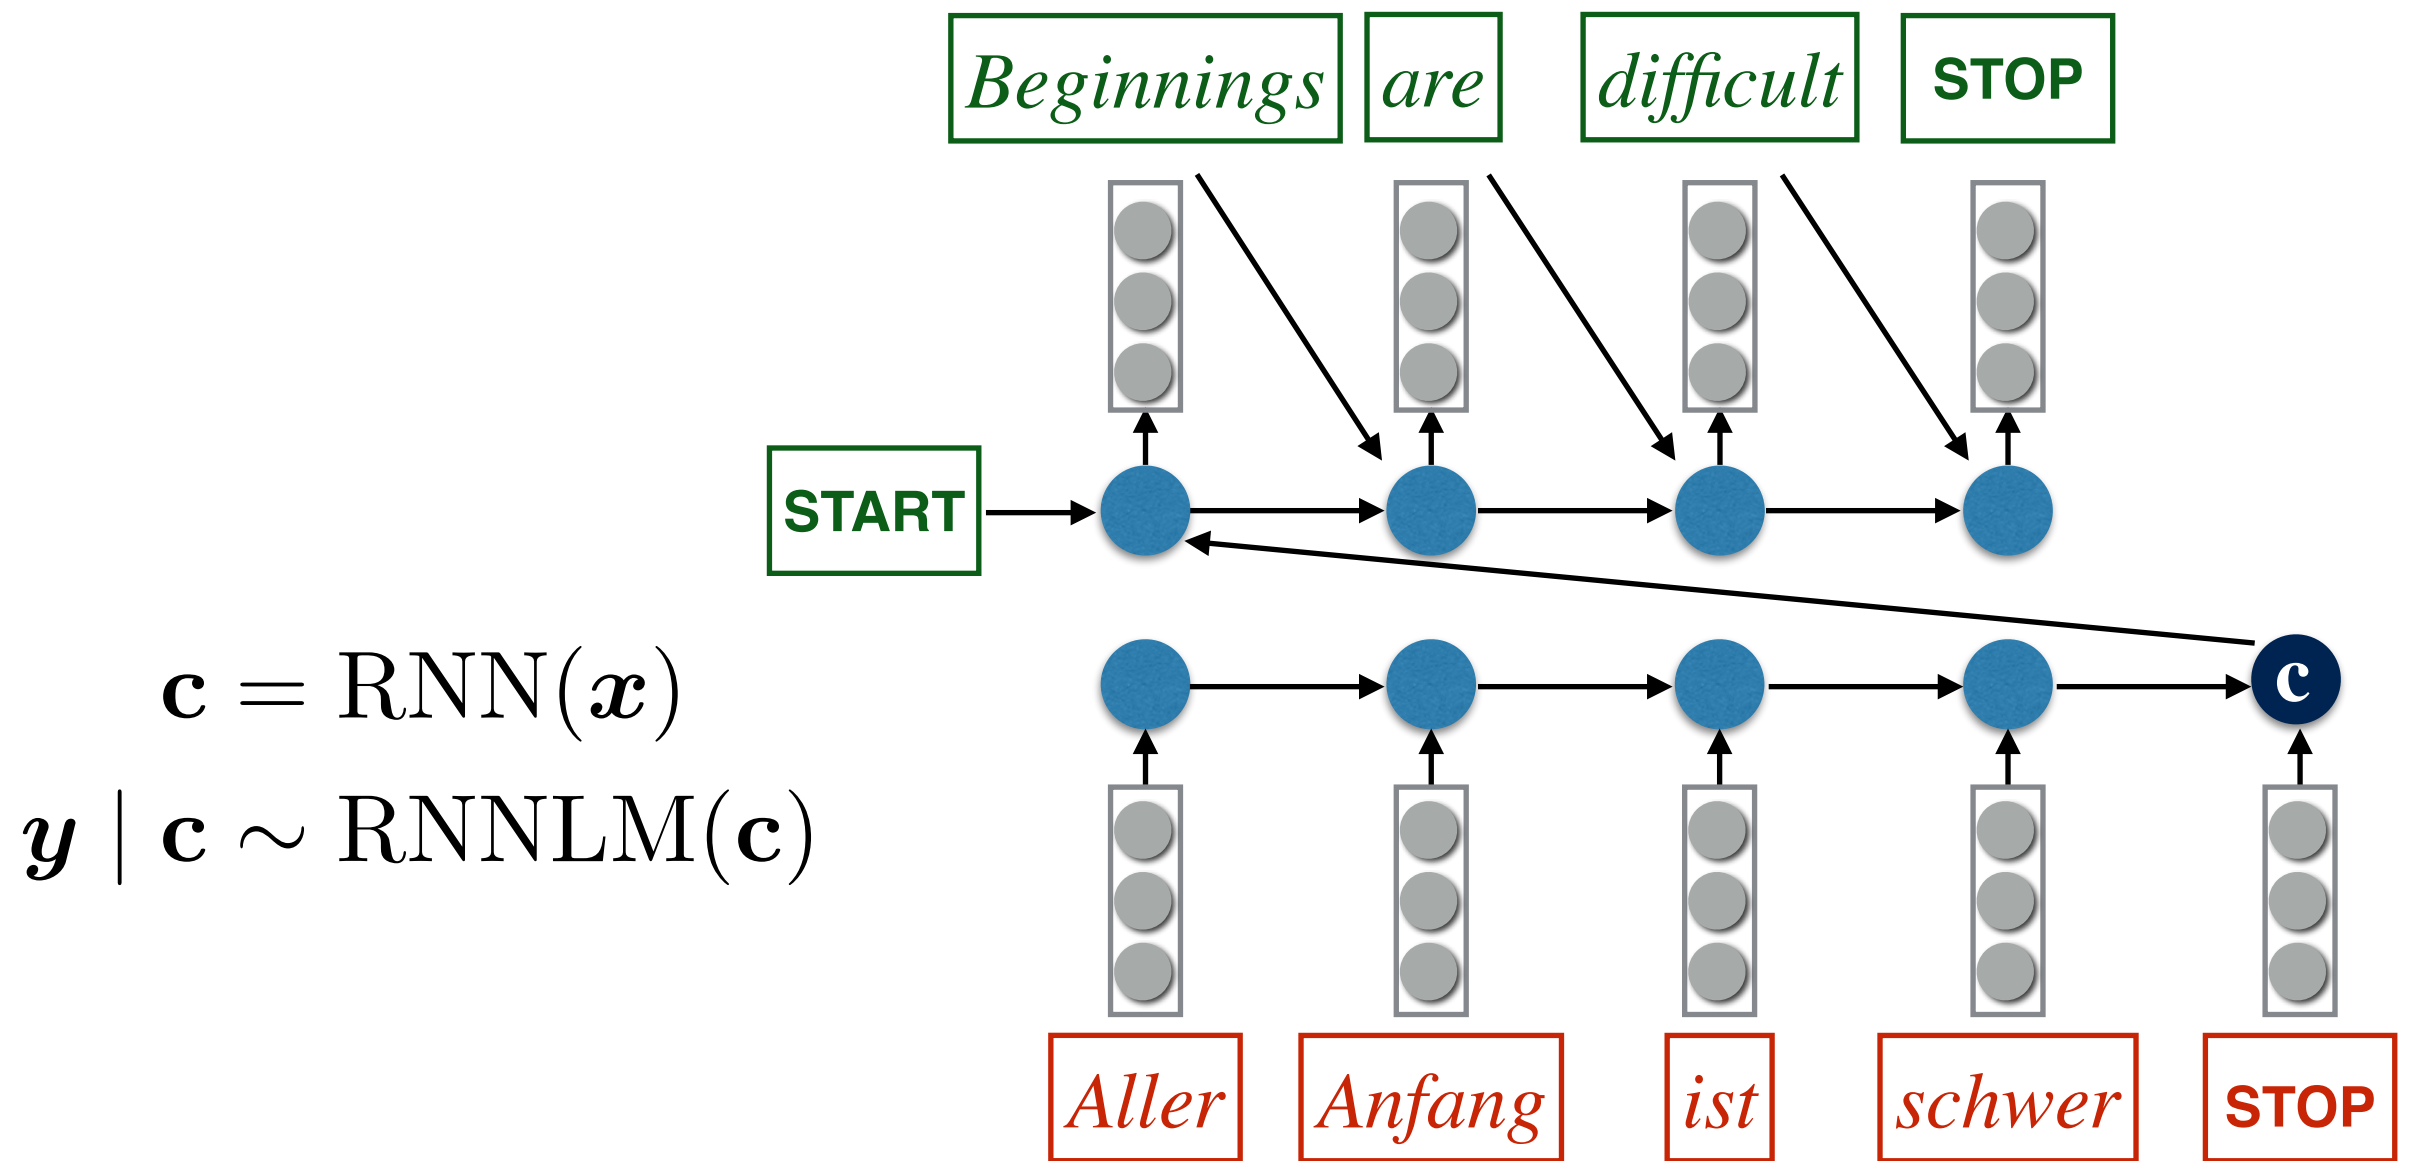 Beginnings are difficult STOP
START
c = RNN(x)
c
y | c ~ RNNLM(c)
Aller Anfang ist schwer STOP